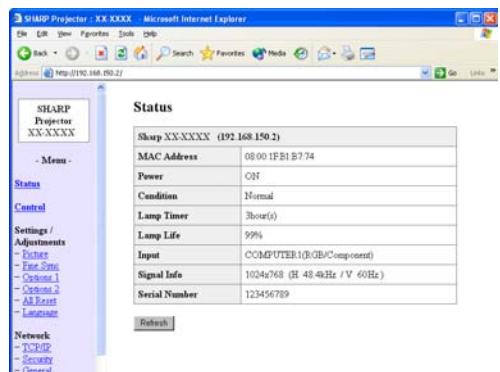 SHARP Projector : XX-XXXX - Microsoft Internet Explorer
File Edit View Favorites Tools Help
Back Search Favorites Media
Address http://192.168.150.2/ Go Links »
SHARP
Projector
XX-XXXX
- Menu -
Status
Control
Settings /
Adjustments
- Picture
- Fine Sync
- Options 1
- Options 2
- All Reset
- Language
Network
- TCP/IP
- Security
- General
Status
Sharp XX-XXXX (192.168.150.2)
MAC Address 08:00:1F:B1:B7:74
Power ON
Condition Normal
Lamp Timer 3hour(s)
Lamp Life 99%
Input COMPUTER1(RGB/Component)
Signal Info 1024x768 (H 48.4kHz / V 60Hz )
Serial Number 123456789
Refresh